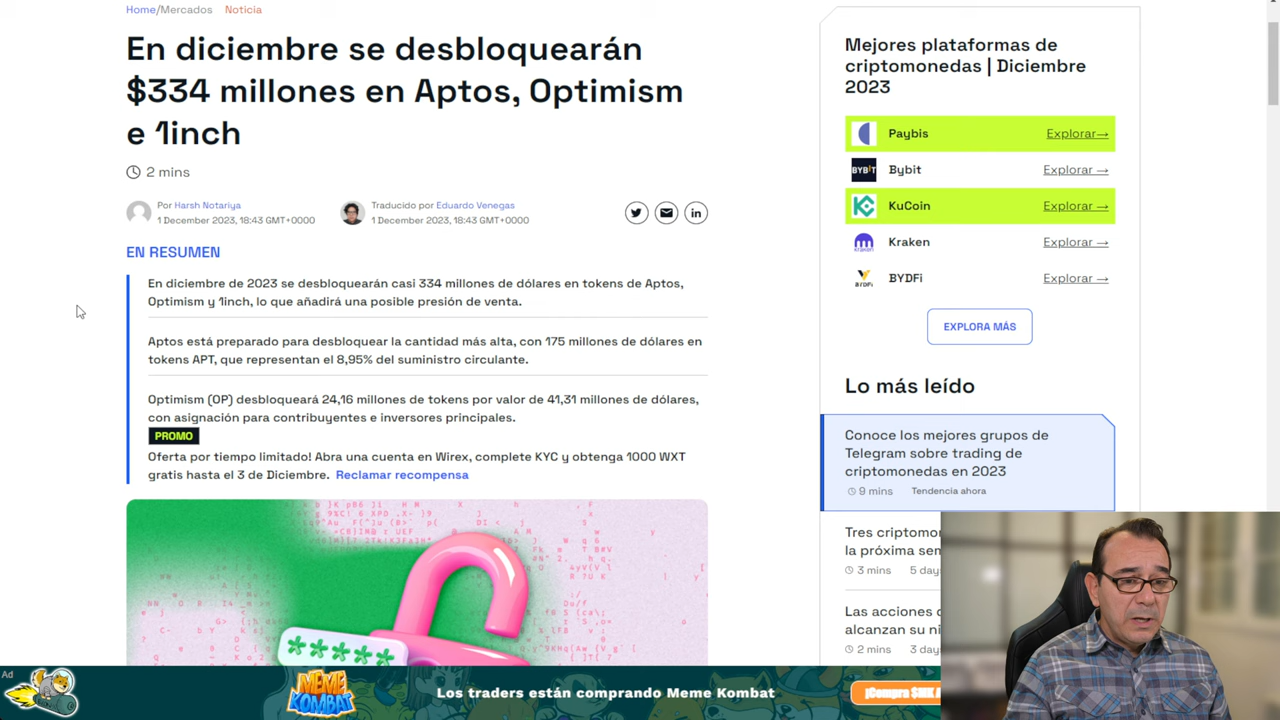 Home/Mercados Noticia
En diciembre se desbloquearán
$334 millones en Aptos, Optimism
e 1inch
2 mins
Por Harsh Notariya
1 December 2023, 18:43 GMT+0000
Traducido por Eduardo Venegas
1 December 2023, 18:43 GMT+0000
EN RESUMEN
En diciembre de 2023 se desbloquearán casi 334 millones de dólares en tokens de Aptos,
Optimism y 1inch, lo que añadirá una posible presión de venta.
Aptos está preparado para desbloquear la cantidad más alta, con 175 millones de dólares en
tokens APT, que representan el 8,95% del suministro circulante.
Optimism (OP) desbloqueará 24,16 millones de tokens por valor de 41,31 millones de dólares,
con asignación para contribuyentes e inversores principales.
PROMO
Oferta por tiempo limitado! Abra una cuenta en Wirex, complete KYC y obtenga 1000 WXT
gratis hasta el 3 de Diciembre. Reclamar recompensa
Mejores plataformas de
criptomonedas | Diciembre
2023
Paybis Explorar→
BYBIT Bybit Explorar →
KuCoin Explorar →
Kraken Explorar →
BYDFi BYDFi Explorar →
EXPLORA MÁS
Lo más leído
Conoce los mejores grupos de
Telegram sobre trading de
criptomonedas en 2023
9 mins Tendencia ahora
Tres
la próxima
3 mins 5
Las acciones
alcanzan su
2 mins 3
Ad
MEME
KOMBAT
Los traders están comprando Meme Kombat
¡Compra $MK